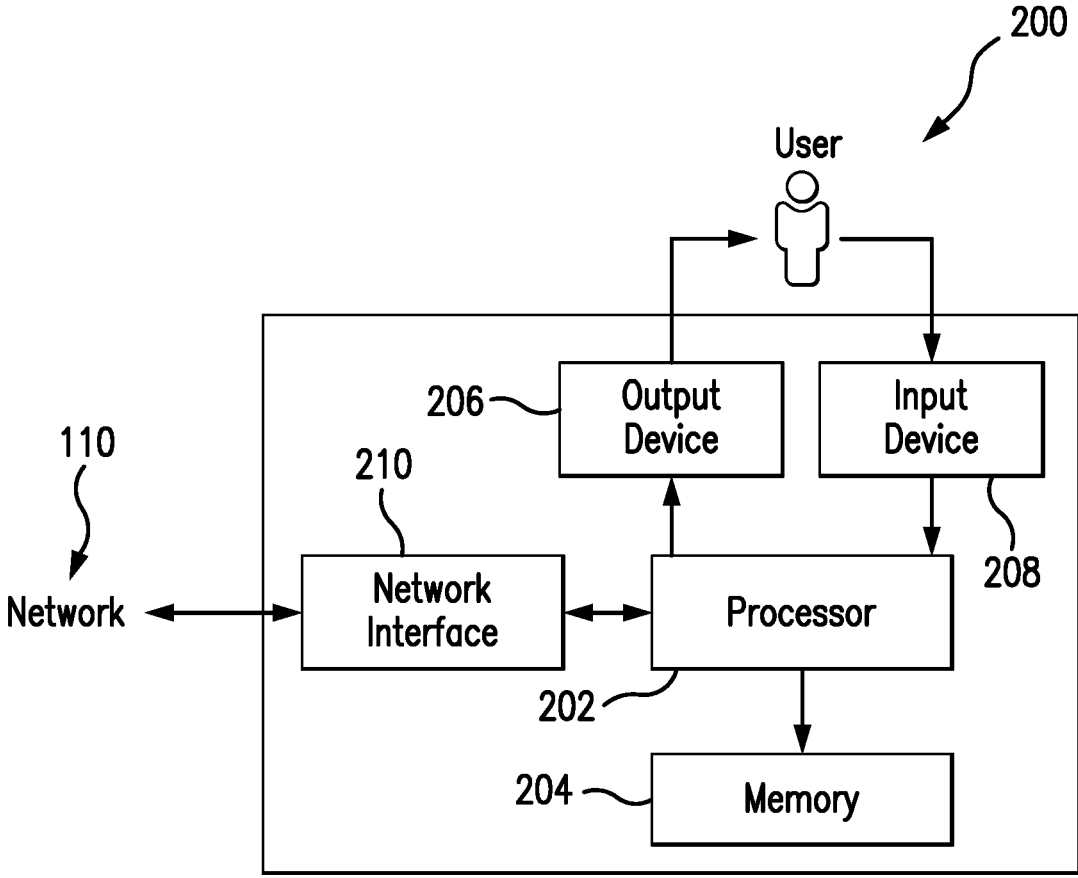 200
User
206
Output
Device
Input
Device
110
210
208
Network
Network
Interface
Processor
202
204
Memory